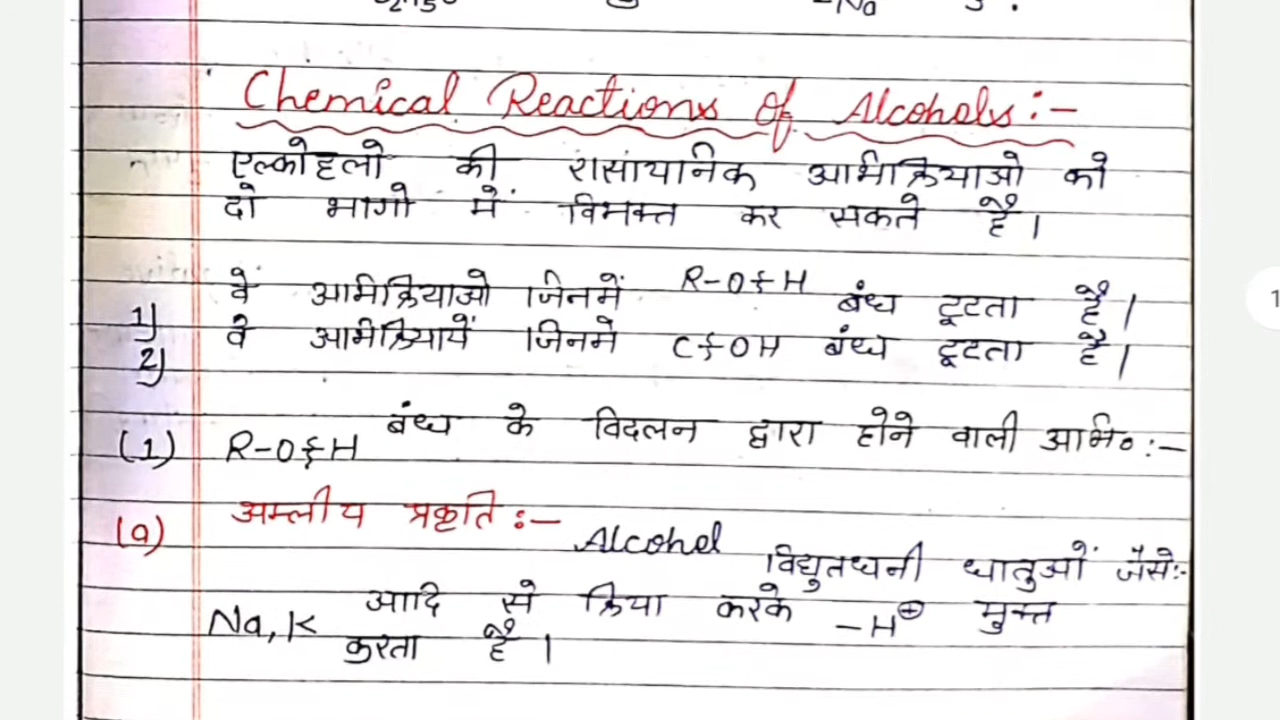 Chemical Reactions of Alcohols:-
एल्कोहलो की रासायनिक अभिक्रियाओ को
दो भागो में विभक्त कर सकते है।
1) वे अभिक्रियाओ जिनमें R-O⫞H बंध टूटता है।
2) वे अभिक्रियायें जिनमे C⫞OH बंध टूटता है।
(1) R-O⫞H बंध के विदलन द्वारा होने वाली अभि०:-
(a) अम्लीय प्रकृति:- Alcohol विद्युतधनी धातुओं जैसे:-
Na, K आदि से क्रिया करके -H⊕ मुक्त
करता है।